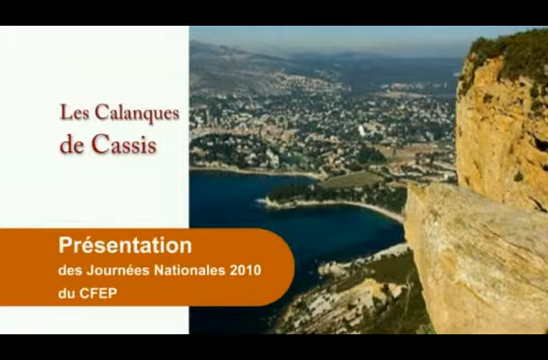 Les Calanques
de Cassis
Présentation
des Journées Nationales 2010
du CFEP